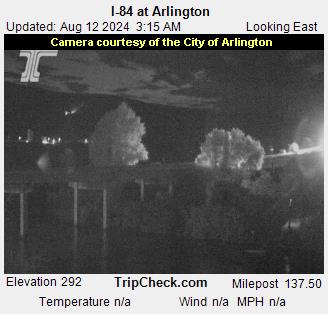 I-84 at Arlington
Updated: Aug 12 2024 3:15 AM Looking East
Camera courtesy of the City of Arlington
Elevation 292 TripCheck.com Milepost 137.50
Temperature n/a Wind n/a MPH n/a